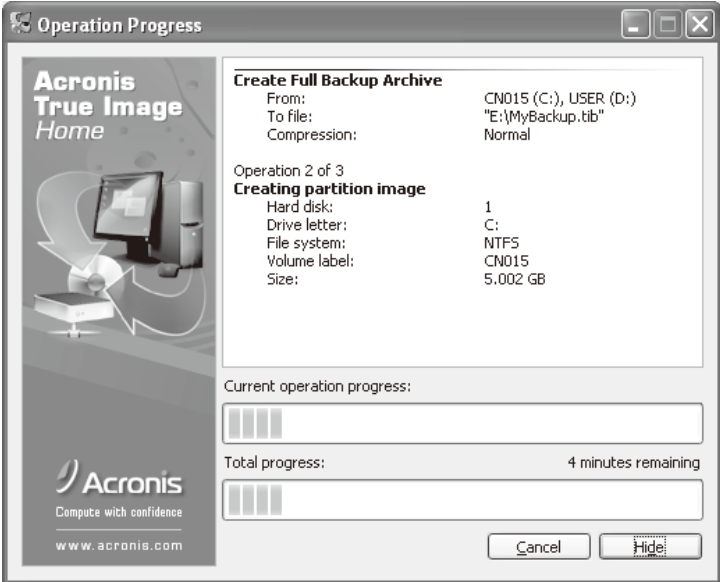 Operation Progress
Acronis
True Image
Home
Create Full Backup Archive
From: CN015 (C:), USER (D:)
To file: "E:\MyBackup.tib"
Compression: Normal
Operation 2 of 3
Creating partition image
Hard disk: 1
Drive letter: C:
File system: NTFS
Volume label: CN015
Size: 5.002 GB
Current operation progress:
Total progress: 4 minutes remaining
Acronis
Compute with confidence
www.acronis.com
Cancel Hide